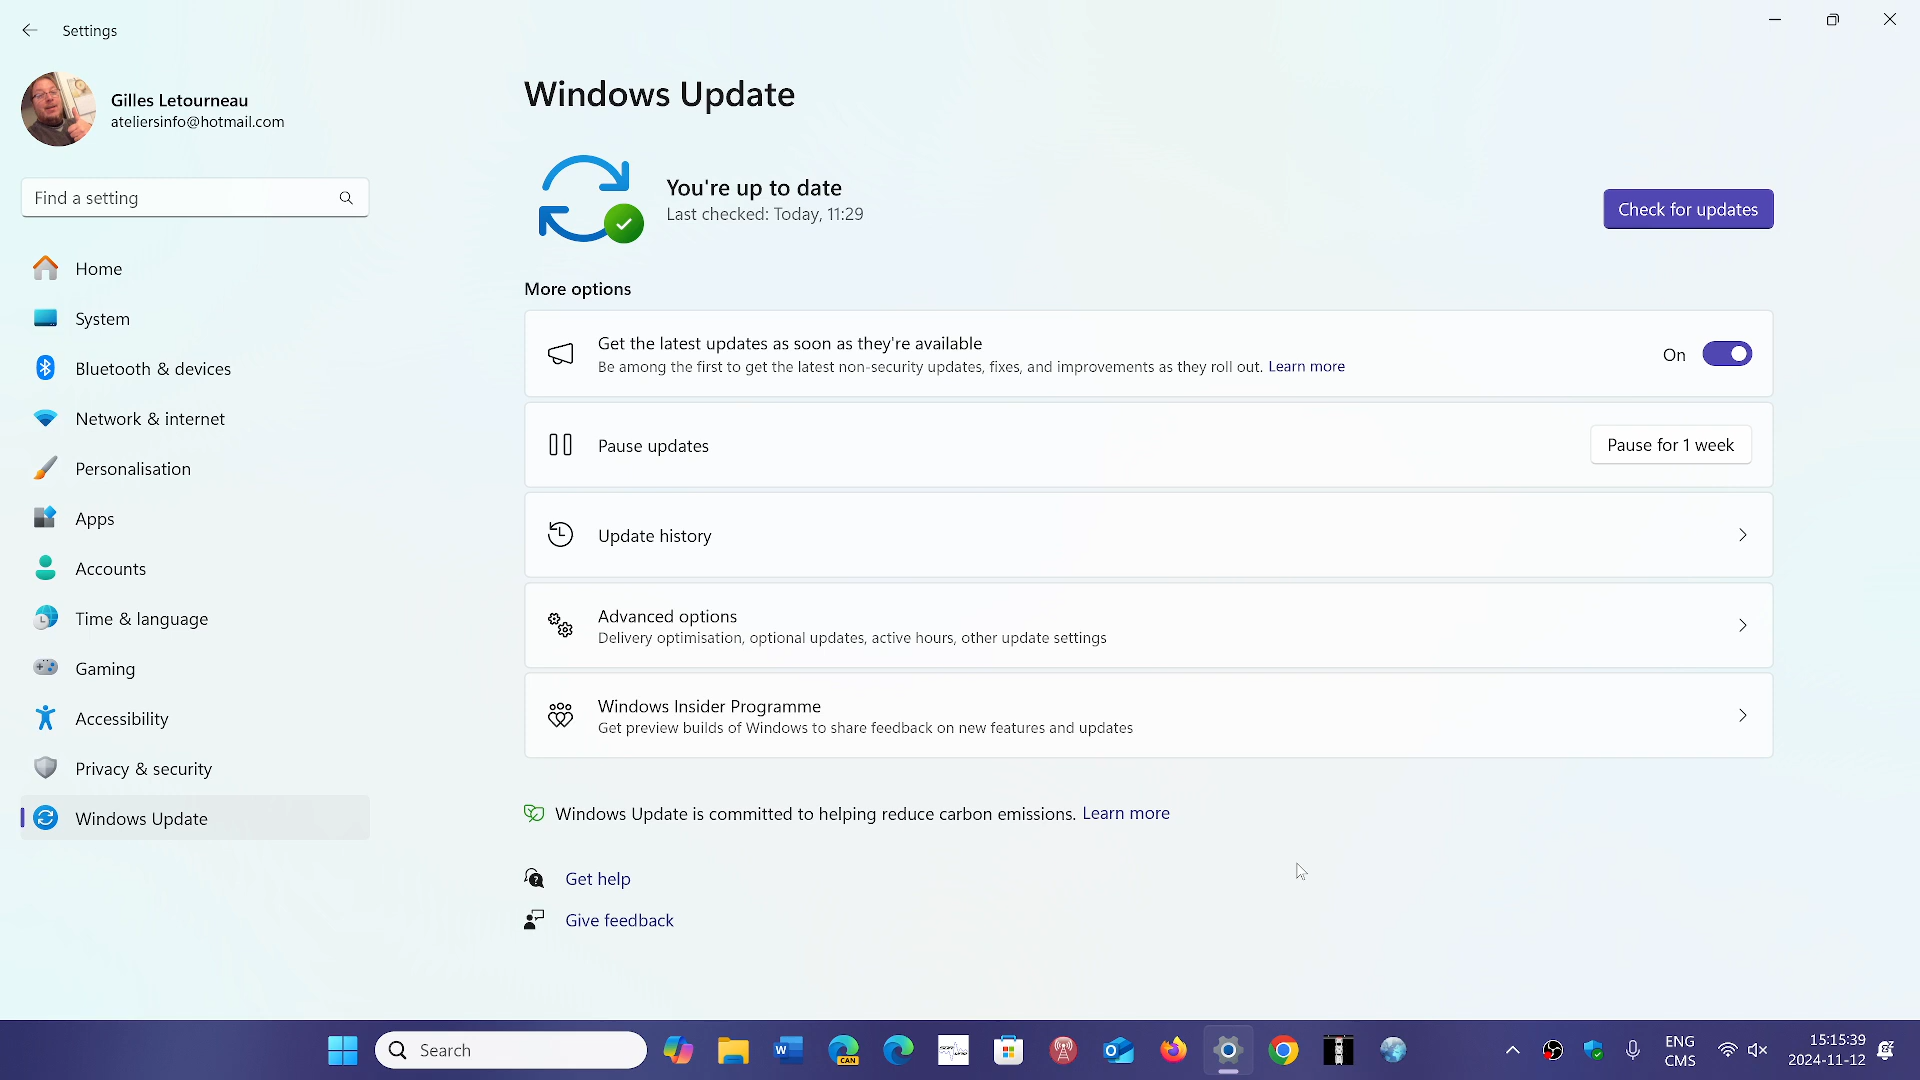 Settings
Gilles Letourneau
ateliersinfo@hotmail.com
Find a setting
Home
System
Bluetooth & devices
Network & internet
Personalisation
Apps
Accounts
Time & language
Gaming
Accessibility
Privacy & security
Windows Update
Windows Update
You're up to date
Last checked: Today, 11:29
Check for updates
More options
Get the latest updates as soon as they're available
Be among the first to get the latest non-security updates, fixes, and improvements as they roll out. Learn more
On
Pause updates
Pause for 1 week
Update history
Advanced options
Delivery optimisation, optional updates, active hours, other update settings
Windows Insider Programme
Get preview builds of Windows to share feedback on new features and updates
Windows Update is committed to helping reduce carbon emissions. Learn more
Get help
Give feedback
Search
W
CAN
ENG
CMS
15:15:39
2024-11-12